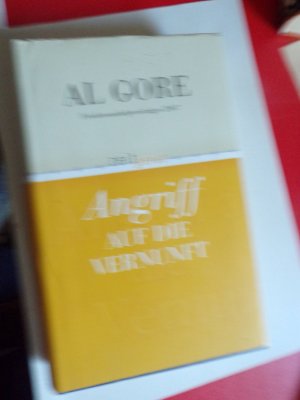 AL GORE
Angriff
AUF DIE
VERNUNFT